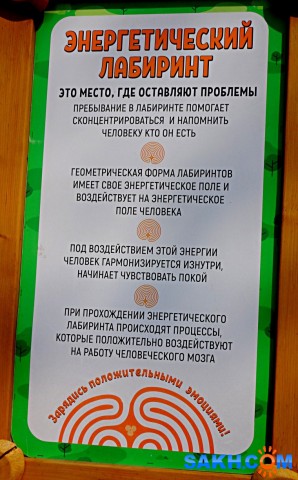 ЭНЕРГЕТИЧЕСКИЙ
ЛАБИРИНТ
ЭТО МЕСТО, ГДЕ ОСТАВЛЯЮТ ПРОБЛЕМЫ
ПРЕБЫВАНИЕ В ЛАБИРИНТЕ ПОМОГАЕТ
СКОНЦЕНТРИРОВАТЬСЯ И НАПОМНИТЬ
ЧЕЛОВЕКУ КТО ОН ЕСТЬ
ГЕОМЕТРИЧЕСКАЯ ФОРМА ЛАБИРИНТОВ
ИМЕЕТ СВОЕ ЭНЕРГЕТИЧЕСКОЕ ПОЛЕ И
ВОЗДЕЙСТВУЕТ НА ЭНЕРГЕТИЧЕСКОЕ
ПОЛЕ ЧЕЛОВЕКА
ПОД ВОЗДЕЙСТВИЕМ ЭТОЙ ЭНЕРГИИ
ЧЕЛОВЕК ГАРМОНИЗИРУЕТСЯ ИЗНУТРИ,
НАЧИНАЕТ ЧУВСТВОВАТЬ ПОКОЙ
ПРИ ПРОХОЖДЕНИИ ЭНЕРГЕТИЧЕСКОГО
ЛАБИРИНТА ПРОИСХОДЯТ ПРОЦЕССЫ,
КОТОРЫЕ ПОЛОЖИТЕЛЬНО ВОЗДЕЙСТВУЮТ
НА РАБОТУ ЧЕЛОВЕЧЕСКОГО МОЗГА
Зарядись положительными эмоциями!
SAKH.COM